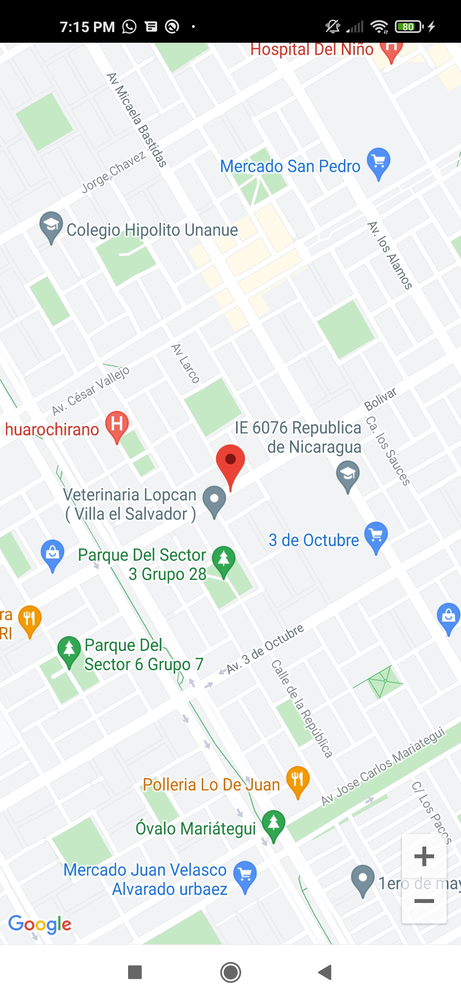 7:15 PM
80
Hospital Del Niño
Av Micaela Bastidas
Jorge Chavez
Mercado San Pedro
Colegio Hipolito Unanue
Av. los Alamos
Av Larco
Av. César Vallejo
Bolivar
huarochirano
H
IE 6076 Republica
de Nicaragua
Ca. los Sauces
Veterinaria Lopcan
( Villa el Salvador )
3 de Octubre
Parque Del Sector
3 Grupo 28
ra
RI
Parque Del
Sector 6 Grupo 7
Av. 3 de Octubre
Calle de la República
Av Jose Carlos Mariategui
Polleria Lo De Juan
C/ Los Pacos
Óvalo Mariátegui
Mercado Juan Velasco
Alvarado urbaez
1ero de may
Google